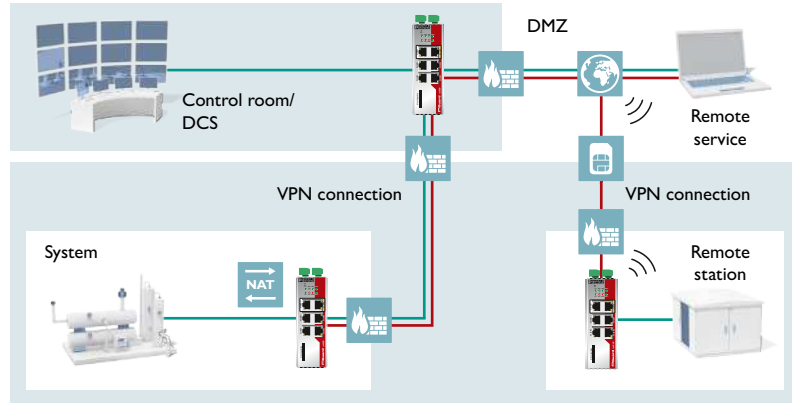 DMZ
Control room/
DCS
Remote
service
VPN connection
VPN connection
System
NAT
Remote
station